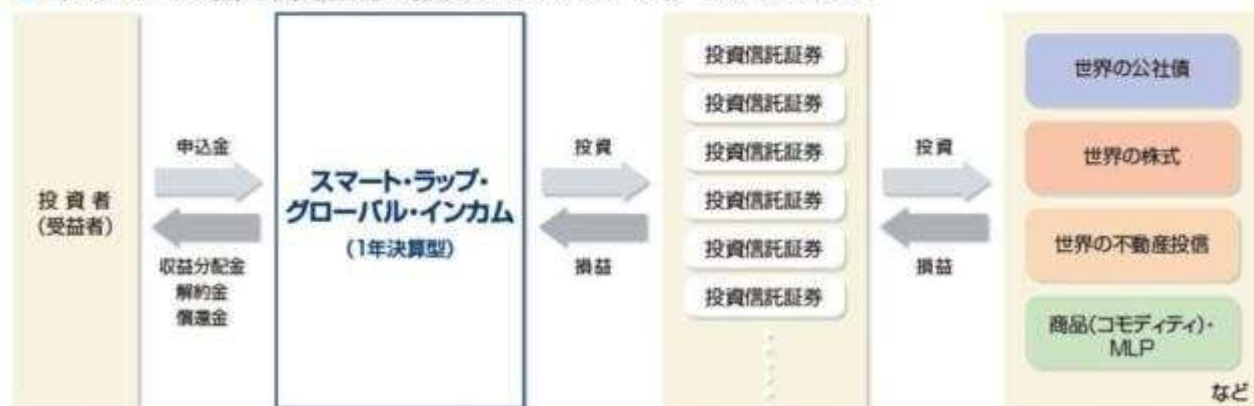 投資者
(受益者)
申込金
収益分配金
解約金
償還金
スマート・ラップ・
グローバル・インカム
(1年決算型)
投資
損益
投資信託証券
投資信託証券
投資信託証券
投資信託証券
投資信託証券
投資信託証券
投資
損益
世界の公社債
世界の株式
世界の不動産投信
商品(コモディティ)・
MLP
など